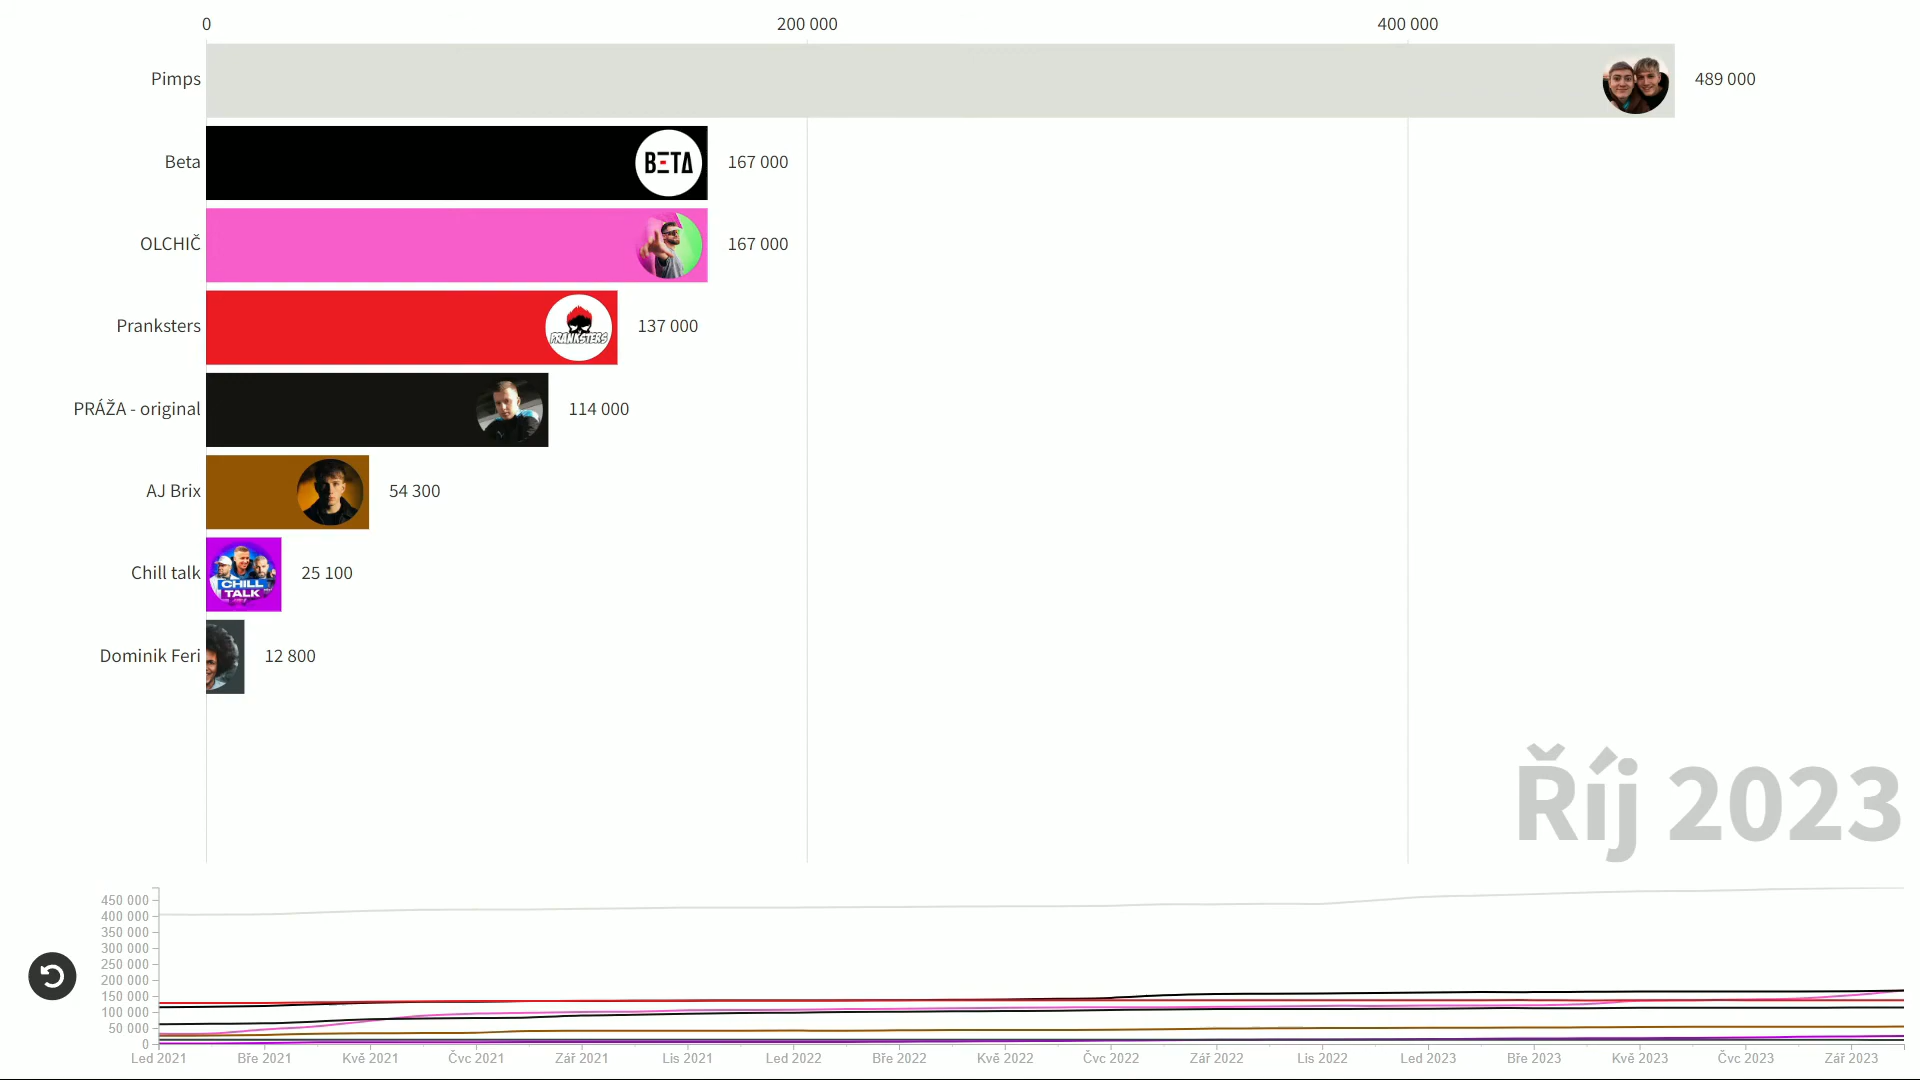 0 200 000 400 000
Pimps 489 000
Beta BETA 167 000
OLCHIČ 167 000
Pranksters PRANKSTERS 137 000
PRÁŽA - original 114 000
AJ Brix 54 300
Chill talk CHILL TALK 25 100
Dominik Feri 12 800
Říj 2023
450 000
400 000
350 000
300 000
250 000
200 000
150 000
100 000
50 000
0
Led 2021 Bře 2021 Kvě 2021 Čvc 2021 Zář 2021 Lis 2021 Led 2022 Bře 2022 Kvě 2022 Čvc 2022 Zář 2022 Lis 2022 Led 2023 Bře 2023 Kvě 2023 Čvc 2023 Zář 2023